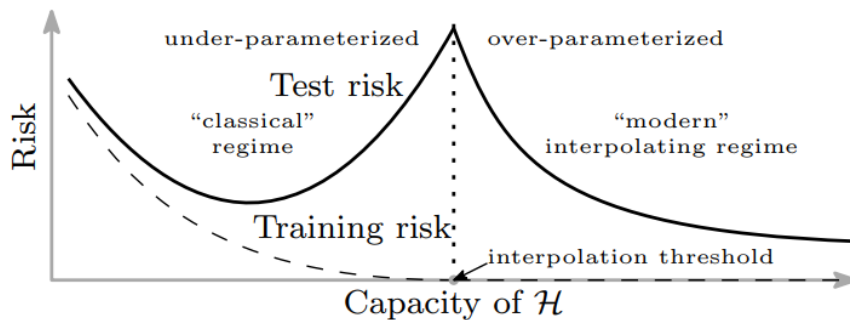 under-parameterized
over-parameterized
Test risk
“classical”
regime
“modern”
interpolating regime
Risk
Training risk
interpolation threshold
Capacity of ℋ